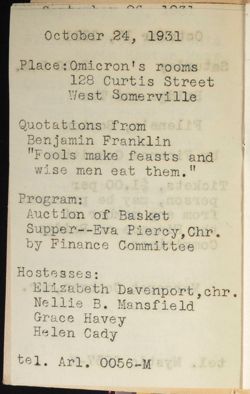 October 24, 1931
Place:Omicron's rooms
128 Curtis Street
West Somerville
Quotations from
Benjamin Franklin
"Fools make feasts and
wise men eat them."
Program:
Auction of Basket
Supper--Eva Piercy,Chr.
by Finance Committee
Hostesses:
Elizabeth Davenport,chr.
Nellie B. Mansfield
Grace Havey
Helen Cady
tel. Arl. 0056-M